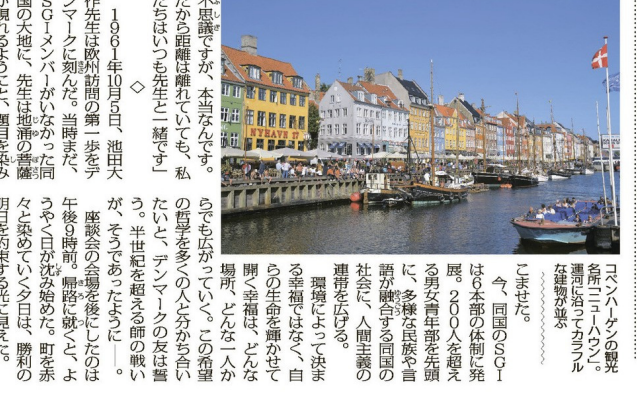 不思議ですが、本当なんです。
だから距離は離れていても、私
たちはいつも先生と一緒です」
◇
1961年10月5日、池田大
作先生は欧州訪問の第一歩をデ
ンマークに刻んだ。当時まだ、
SGIメンバーがいなかった同
国の大地に、先生は地涌の菩薩
が現れるようにと、題目を染み
NYHAVN 17
コペンハーゲンの観光
名所「ニューハウン」。
運河に沿ってカラフル
な建物が並ぶ
こませた。
今、同国のSGI
は6本部の体制に発
展。200人を超え
る男女青年部を先頭
に、多様な民族や言
語が融合する同国の
社会に、人間主義の
連帯を広げる。
環境によって決ま
る幸福ではなく、自
らの生命を輝かせて
開く幸福は、どんな
場所、どんな一人か
らでも広がっていく。この希望
の哲学を多くの人と分かち合い
たいと、デンマークの友は誓
う。半世紀を超える師の戦い
が、そうであったように――。
座談会の会場を後にしたのは
午後9時前。帰路に就くと、よ
うやく日が沈み始めた。町を赤
々と染めていく夕日は、勝利の
明日を約束する光に見えた。